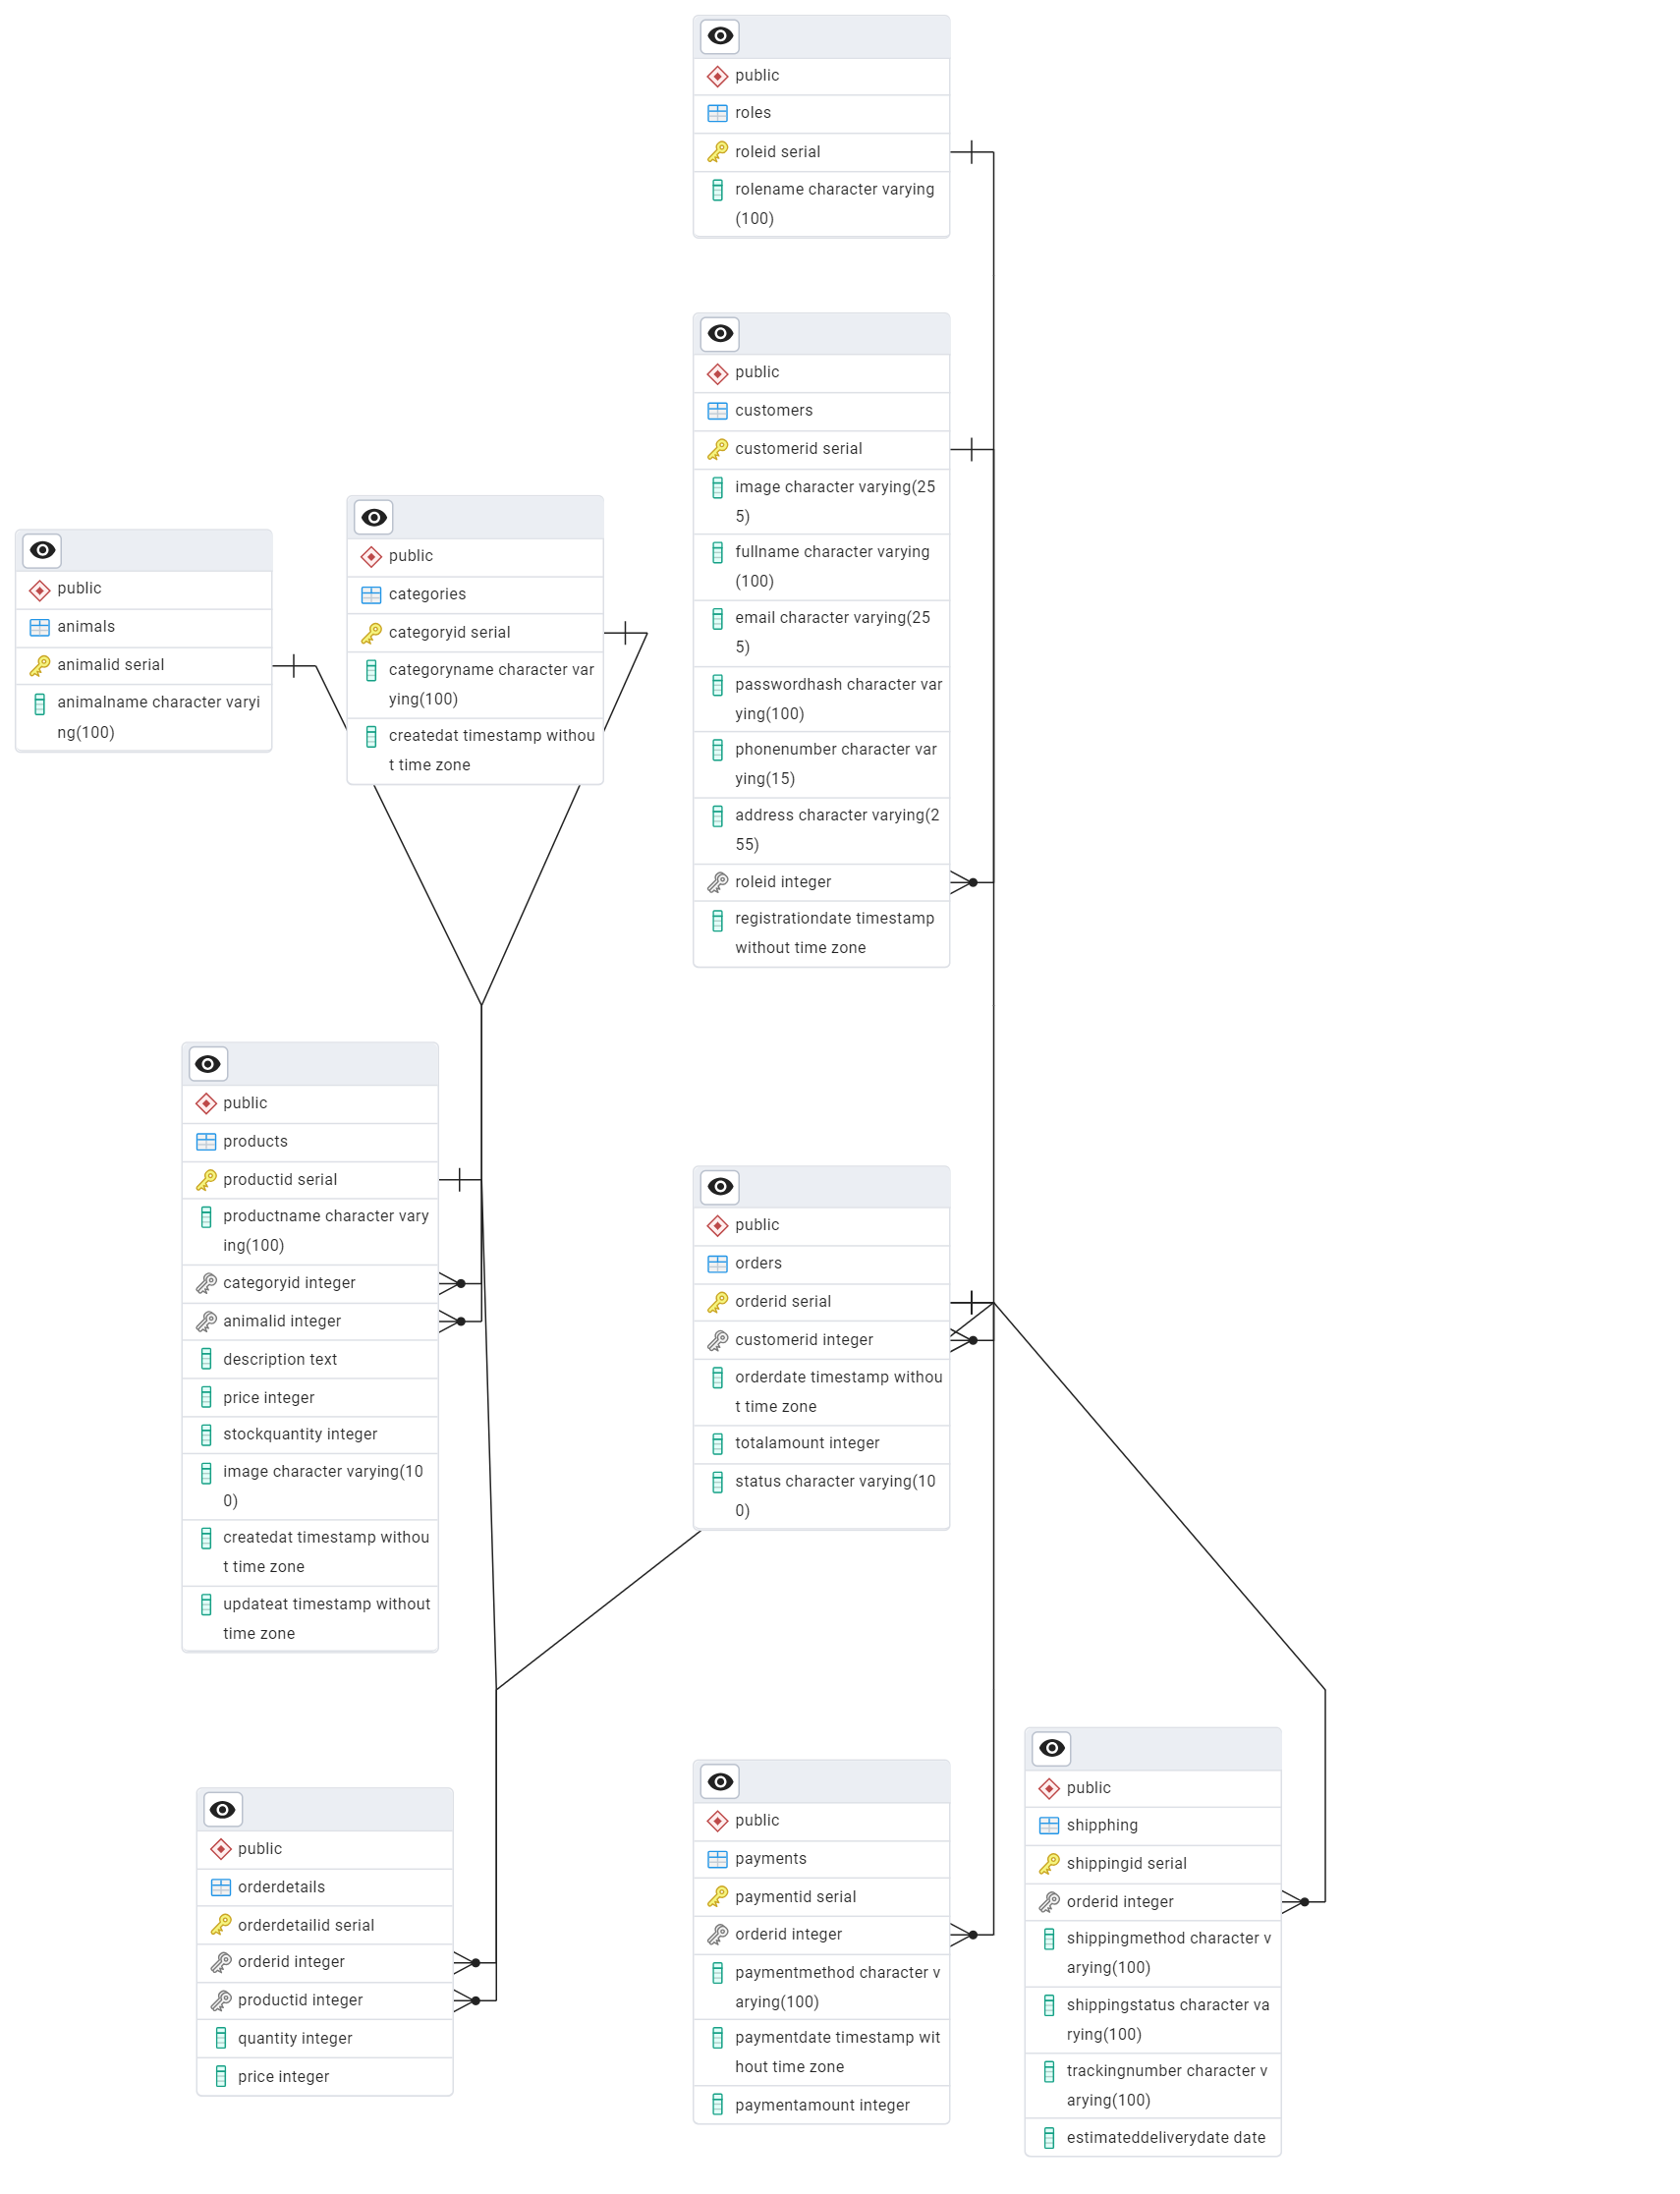 public
roles
roleid serial
rolename character varying
(100)
public
customers
customerid serial
image character varying(25
5)
fullname character varying
(100)
email character varying(25
5)
passwordhash character var
ying(100)
phonenumber character var
ying(15)
address character varying(2
55)
roleid integer
registrationdate timestamp
without time zone
public
categories
categoryid serial
categoryname character var
ying(100)
createdat timestamp withou
t time zone
public
animals
animalid serial
animalname character varyi
ng(100)
public
products
productid serial
productname character vary
ing(100)
categoryid integer
animalid integer
description text
price integer
stockquantity integer
image character varying(10
0)
createdat timestamp withou
t time zone
updateat timestamp without
time zone
public
orders
orderid serial
customerid integer
orderdate timestamp withou
t time zone
totalamount integer
status character varying(10
0)
public
orderdetails
orderdetailid serial
orderid integer
productid integer
quantity integer
price integer
public
payments
paymentid serial
orderid integer
paymentmethod character v
arying(100)
paymentdate timestamp wit
hout time zone
paymentamount integer
public
shipphing
shippingid serial
orderid integer
shippingmethod character v
arying(100)
shippingstatus character va
rying(100)
trackingnumber character v
arying(100)
estimateddeliverydate date